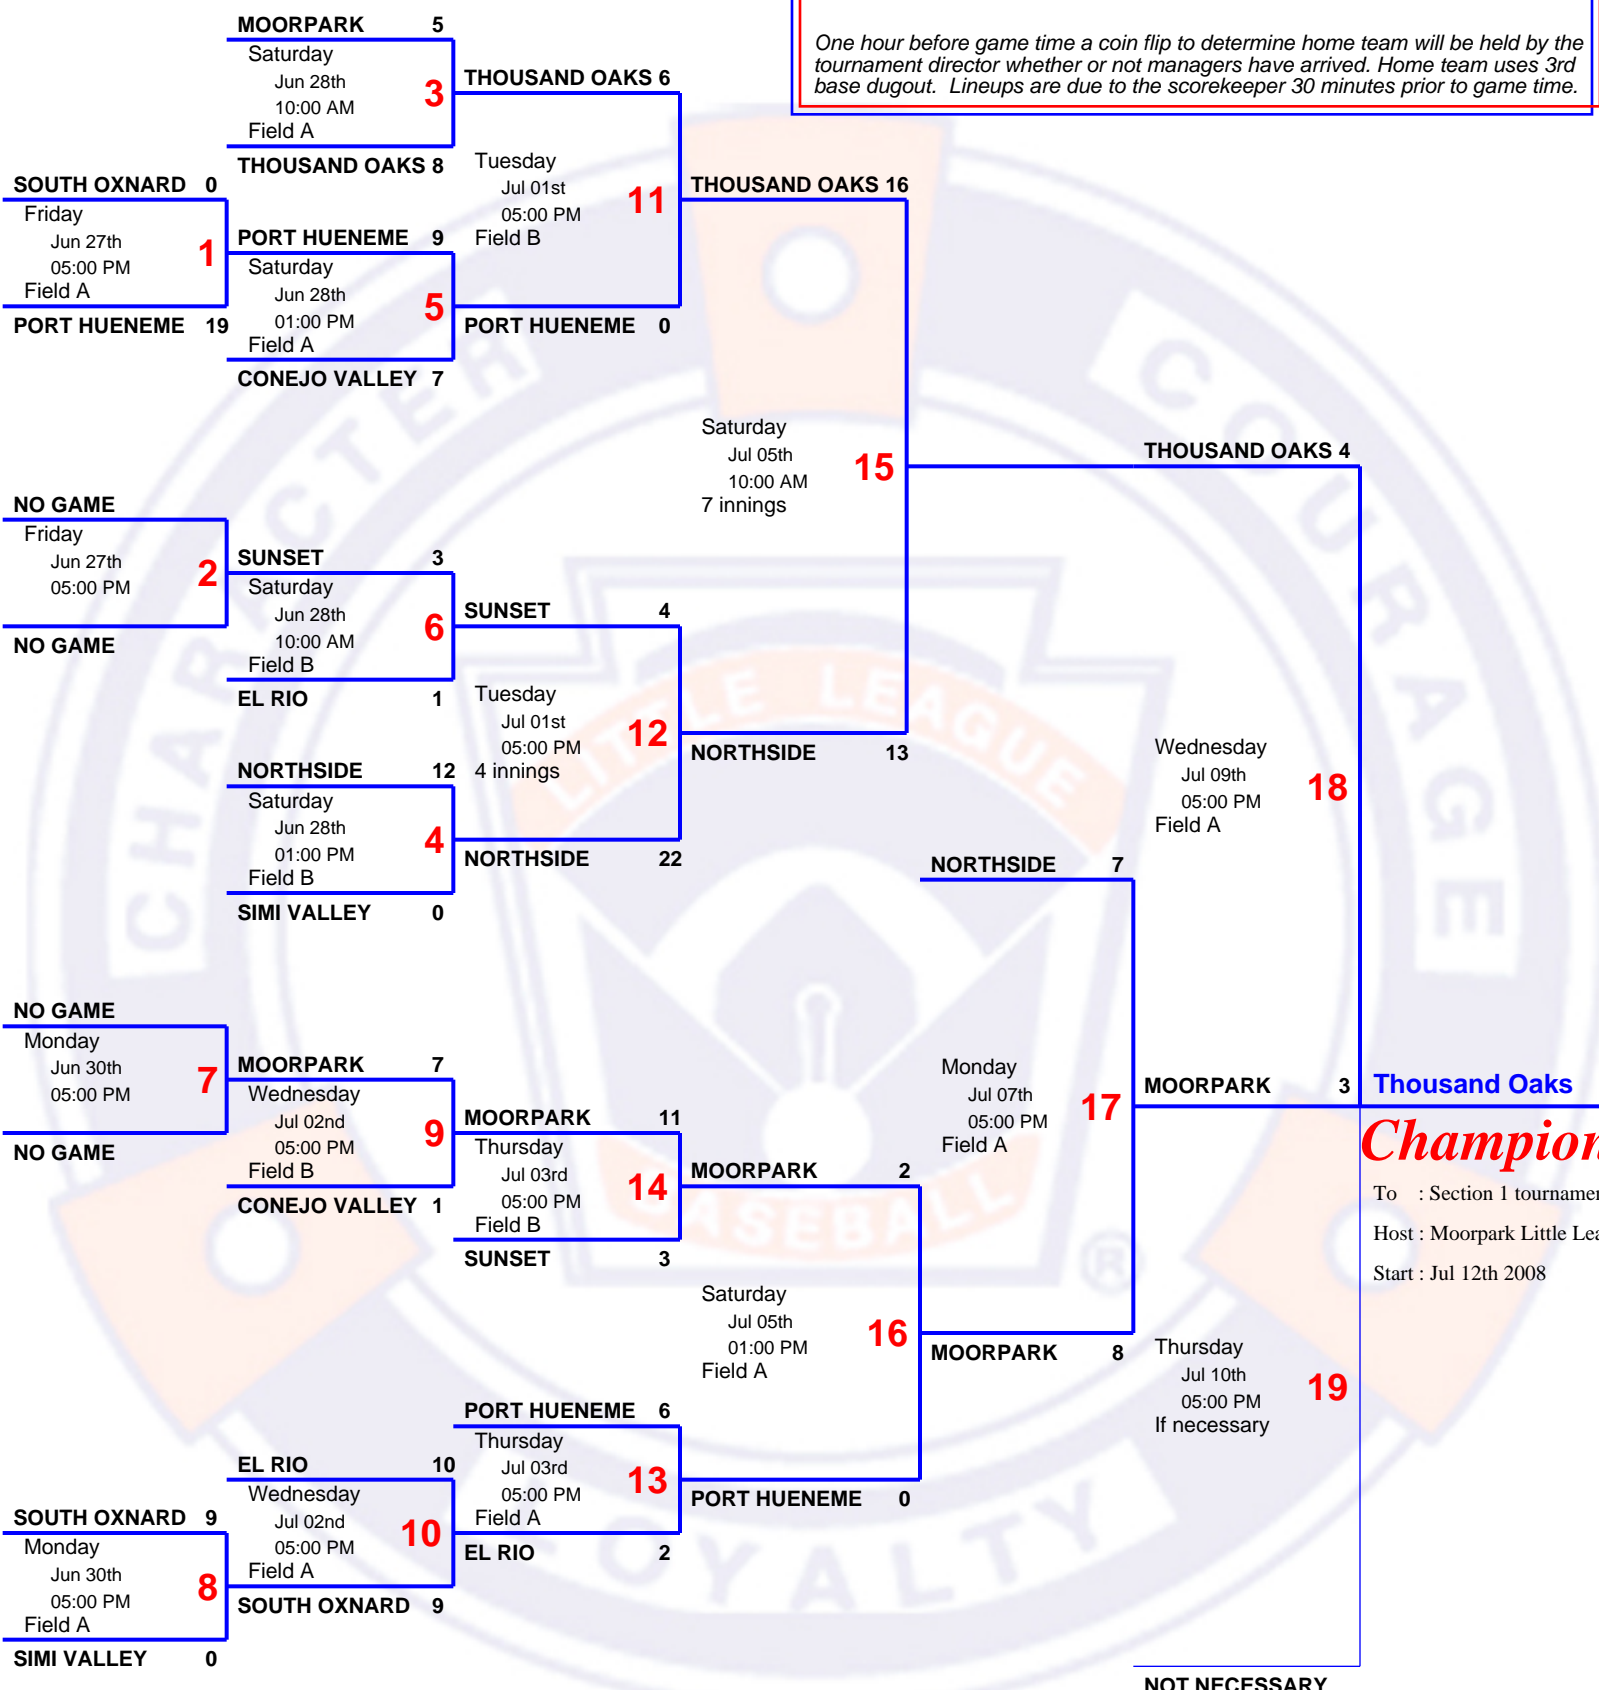 One hour before game time a coin flip to determine home team will be held by the
tournament director whether or not managers have arrived. Home team uses 3rd
base dugout. Lineups are due to the scorekeeper 30 minutes prior to game time.
MOORPARK 5
Saturday
Jun 28th
10:00 AM
Field A
3
THOUSAND OAKS 8
SOUTH OXNARD 0
Friday
Jun 27th
05:00 PM
Field A
1
PORT HUENEME 19
PORT HUENEME 9
Saturday
Jun 28th
01:00 PM
Field A
5
CONEJO VALLEY 7
THOUSAND OAKS 6
Tuesday
Jul 01st
05:00 PM
Field B
11
PORT HUENEME 0
NO GAME
Friday
Jun 27th
05:00 PM
2
NO GAME
SUNSET 3
Saturday
Jun 28th
10:00 AM
Field B
6
EL RIO 1
NORTHSIDE 12
Saturday
Jun 28th
01:00 PM
Field B
4
SIMI VALLEY 0
SUNSET 4
Tuesday
Jul 01st
05:00 PM
4 innings
12
NORTHSIDE 22
THOUSAND OAKS 16
Saturday
Jul 05th
10:00 AM
7 innings
15
NORTHSIDE 13
NO GAME
Monday
Jun 30th
05:00 PM
7
NO GAME
MOORPARK 7
Wednesday
Jul 02nd
05:00 PM
Field B
9
CONEJO VALLEY 1
MOORPARK 11
Thursday
Jul 03rd
05:00 PM
Field B
14
SUNSET 3
SOUTH OXNARD 9
Monday
Jun 30th
05:00 PM
Field A
8
SIMI VALLEY 0
EL RIO 10
Wednesday
Jul 02nd
05:00 PM
Field A
10
SOUTH OXNARD 9
PORT HUENEME 6
Thursday
Jul 03rd
05:00 PM
Field A
13
EL RIO 2
MOORPARK 2
Saturday
Jul 05th
01:00 PM
Field A
16
PORT HUENEME 0
NORTHSIDE 7
Monday
Jul 07th
05:00 PM
Field A
17
MOORPARK 8
THOUSAND OAKS 4
Wednesday
Jul 09th
05:00 PM
Field A
18
MOORPARK 3
Thursday
Jul 10th
05:00 PM
If necessary
19
NOT NECESSARY
Thousand Oaks
Champion
To : Section 1 tournamen
Host : Moorpark Little Lea
Start : Jul 12th 2008
CHARACTER
COURAGE
LOYALTY
LITTLE LEAGUE
BASEBALL
®